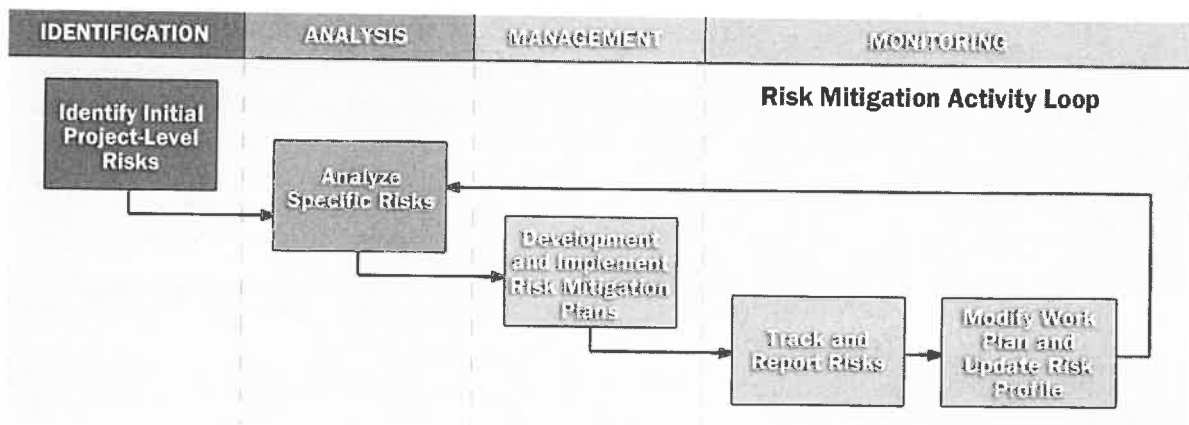 IDENTIFICATION
ANALYSIS
MANAGEMENT
MONITORING
Risk Mitigation Activity Loop
Identify Initial
Project-Level
Risks
Analyze
Specific Risks
Development
and Implement
Risk Mitigation
Plans
Track and
Report Risks
Modify Work
Plan and
Update Risk
Profile